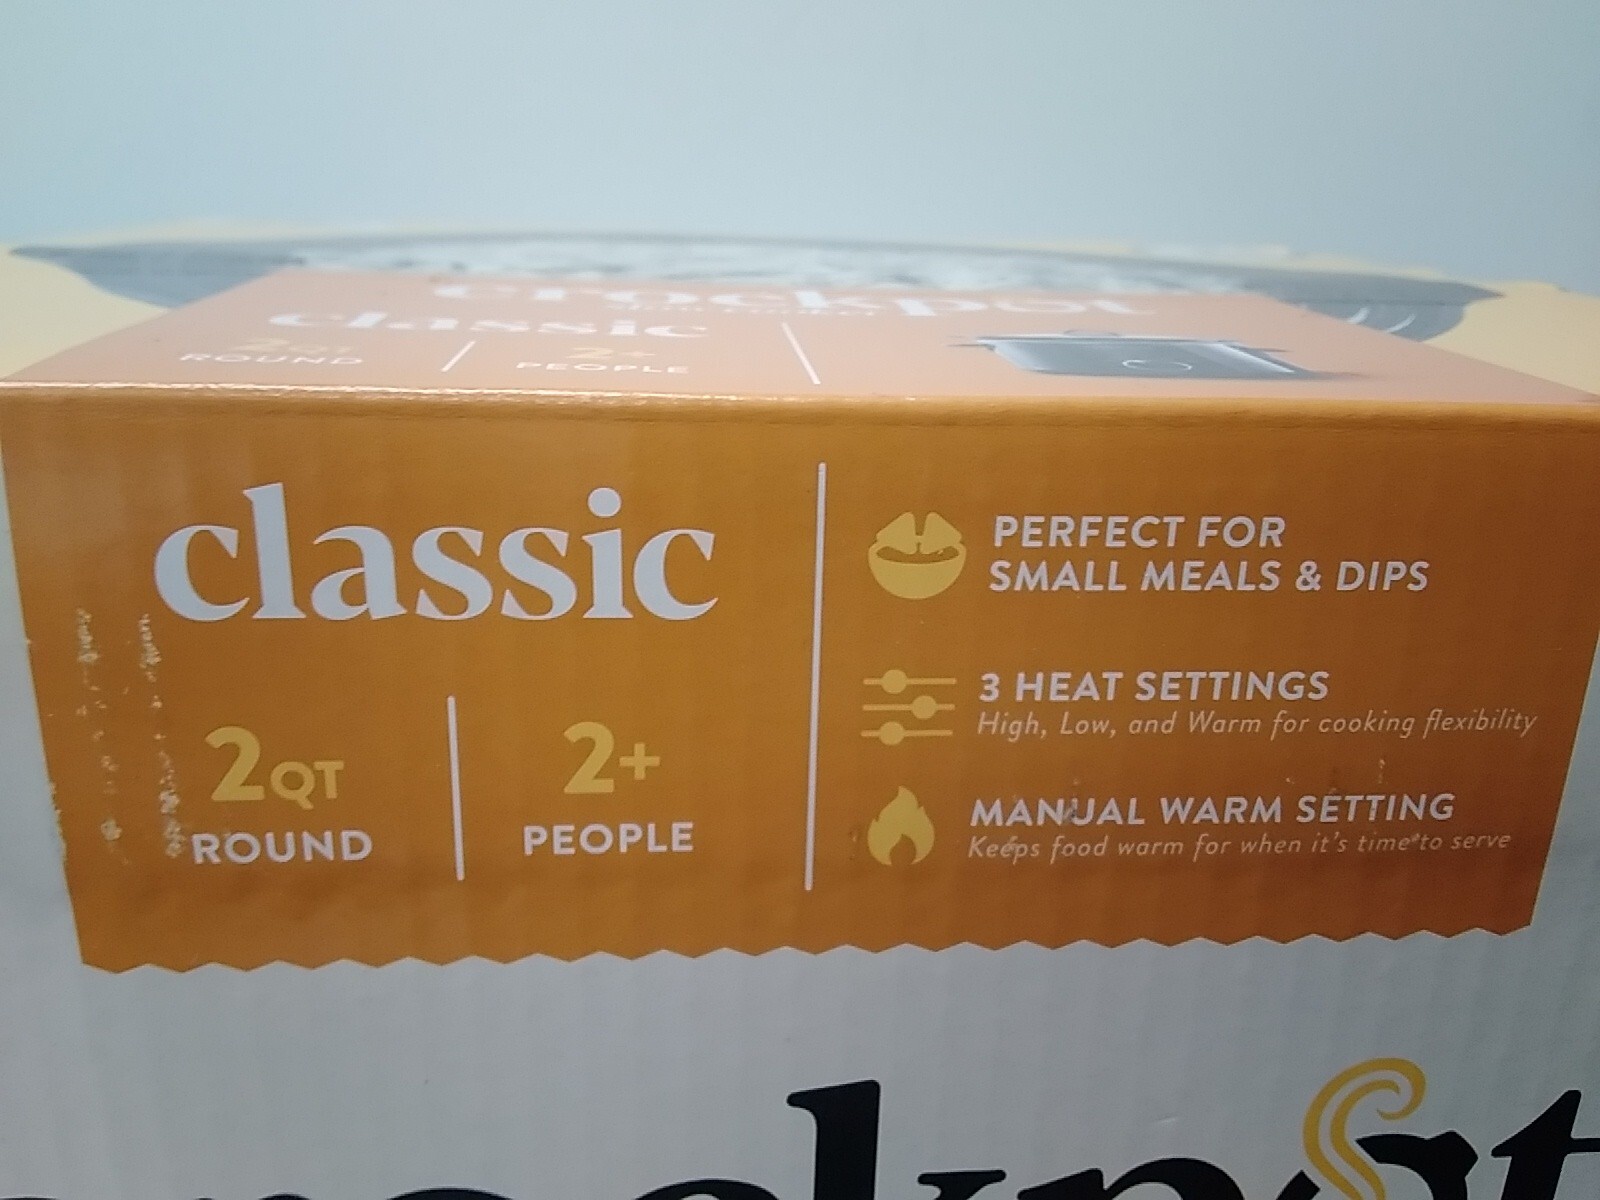 crockpot
classic
2QT
ROUND
2+
PEOPLE
classic
2QT
ROUND
2+
PEOPLE
PERFECT FOR
SMALL MEALS & DIPS
3 HEAT SETTINGS
High, Low, and Warm for cooking flexibility
MANUAL WARM SETTING
Keeps food warm for when it's time to serve
crockpot